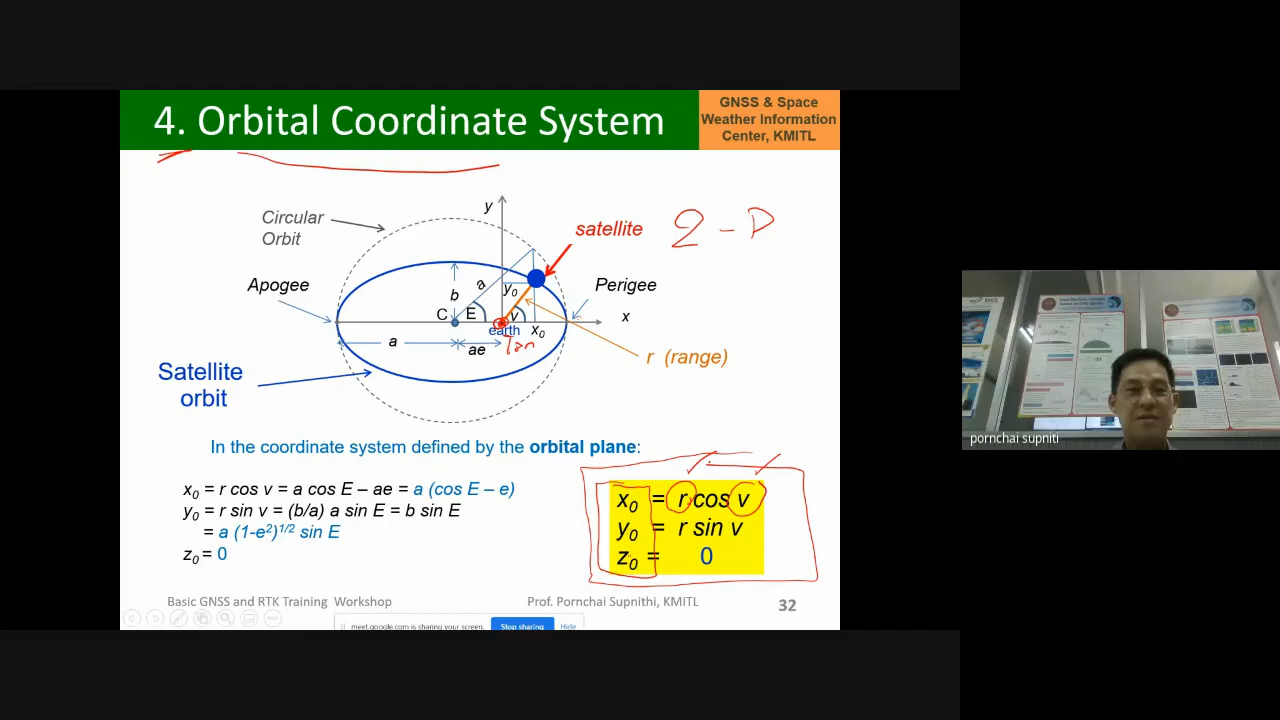 4. Orbital Coordinate System
GNSS & Space
Weather Information
Center, KMITL
Circular
Orbit
y
satellite
2-D
Apogee
Perigee
a
b
y₀
C
E
v
earth
x₀
x
a
ae
r (range)
Satellite
orbit
In the coordinate system defined by the orbital plane:
x₀ = r cos v = a cos E – ae = a (cos E – e)
y₀ = r sin v = (b/a) a sin E = b sin E
= a (1-e²)^1/2 sin E
z₀ = 0
x₀ = r cos v
y₀ = r sin v
z₀ = 0
Basic GNSS and RTK Training Workshop
Prof. Pornchai Supnithi, KMITL
32
meet.google.com is sharing your screen.
Stop sharing
Hide
pornchai supniti